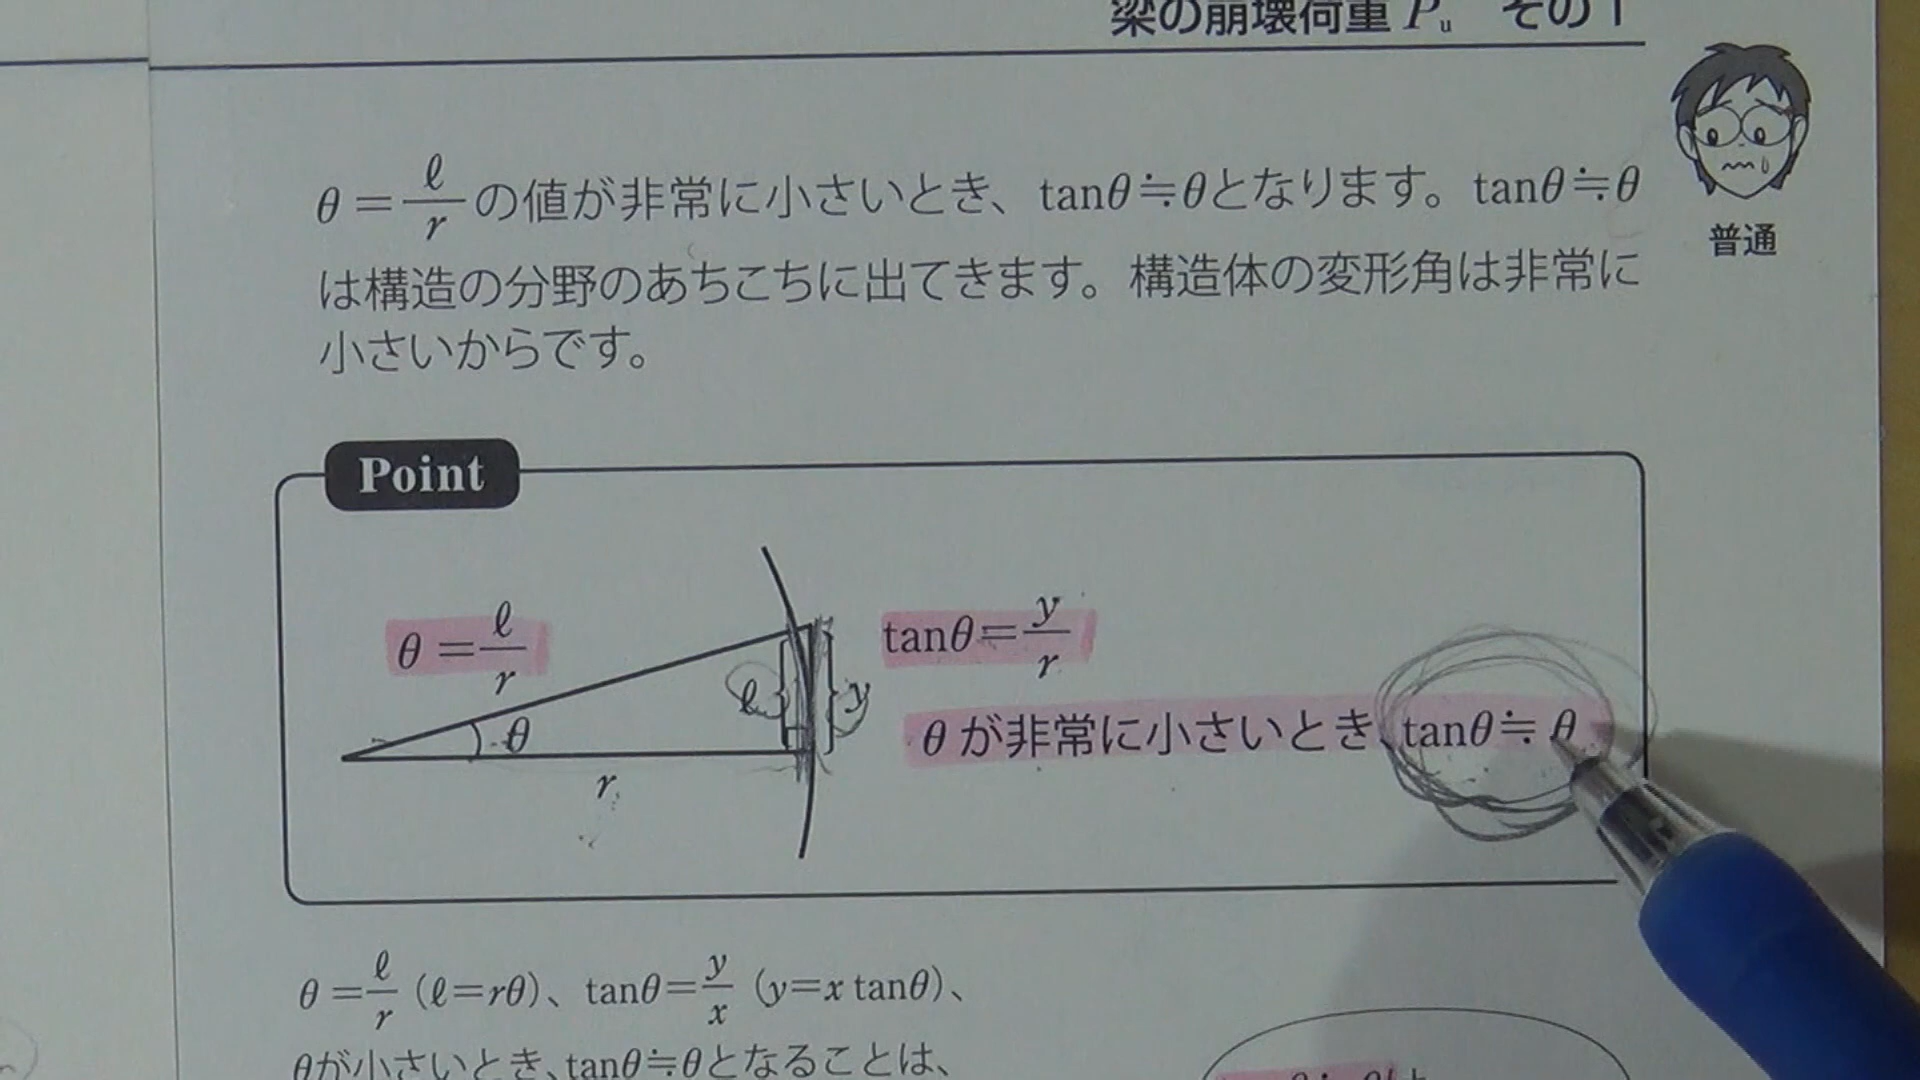 梁の崩壊荷重 Pu その1
θ = ℓ/r の値が非常に小さいとき、tanθ≒θとなります。tanθ≒θ
は構造の分野のあちこちに出てきます。構造体の変形角は非常に
小さいからです。
普通
Point
θ = ℓ/r
tanθ = y/r
ℓ
y
θ
r
θ が非常に小さいとき、tanθ≒ θ
θ = ℓ/r (ℓ=rθ)、tanθ= y/x (y=x tanθ)、
θが小さいとき、tanθ≒θとなることは、